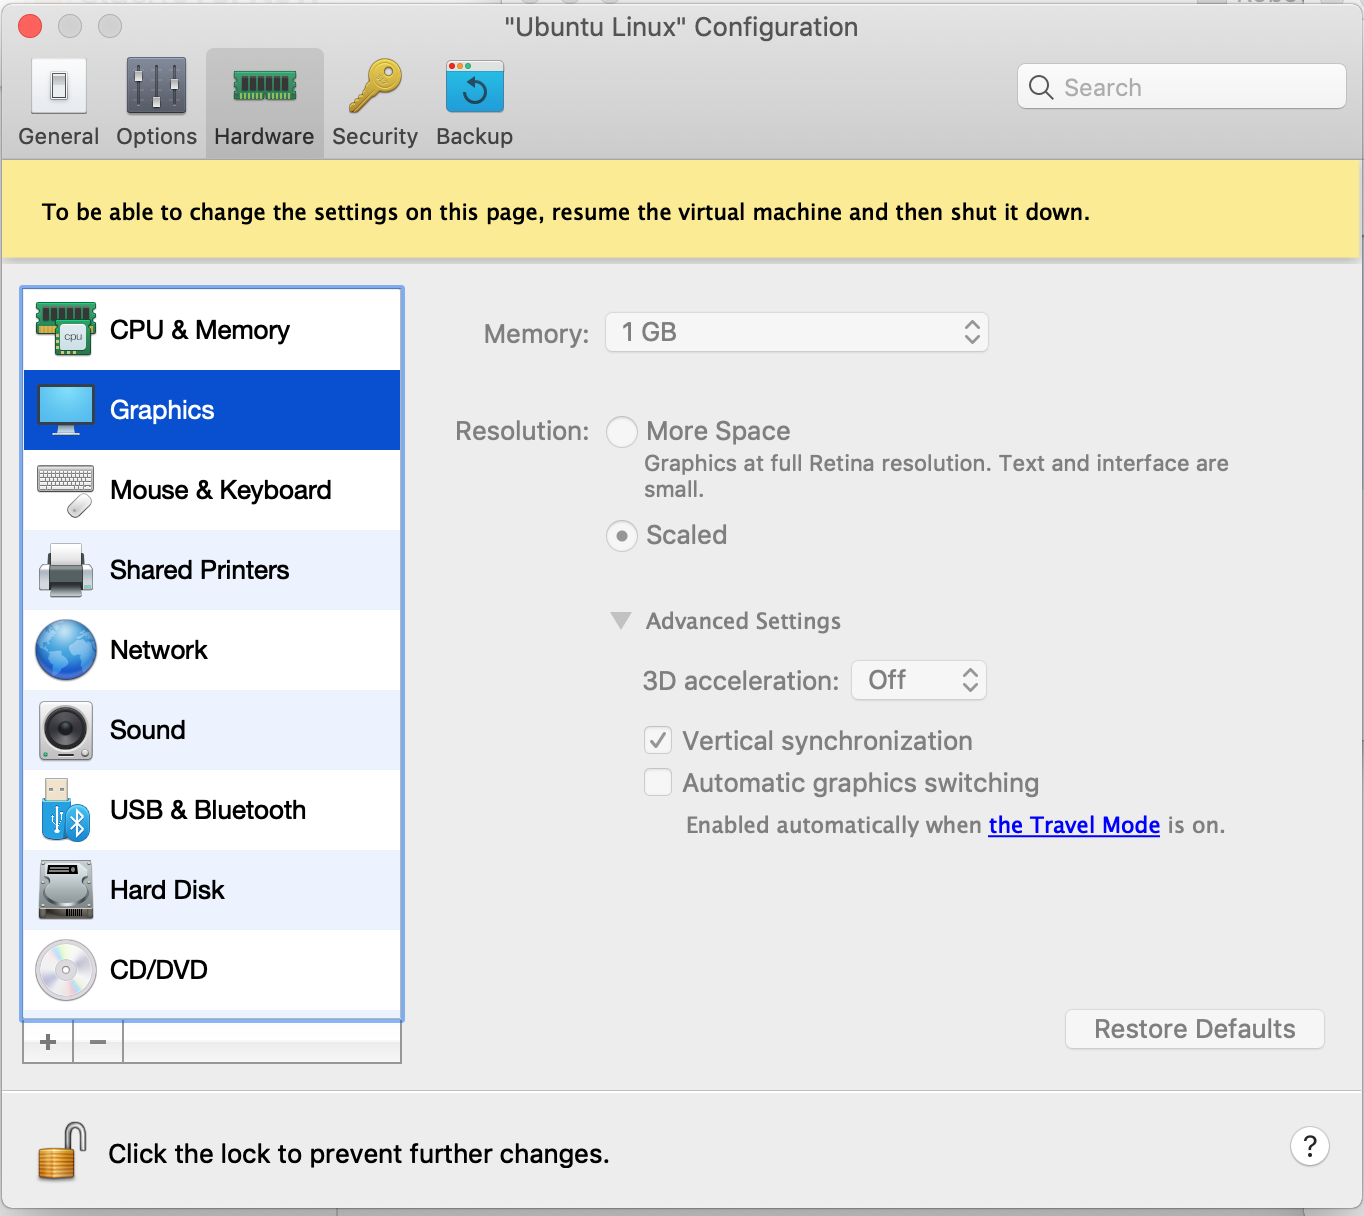 "Ubuntu Linux" Configuration
General Options Hardware Security Backup
Search
To be able to change the settings on this page, resume the virtual machine and then shut it down.
CPU & Memory
Graphics
Mouse & Keyboard
Shared Printers
Network
Sound
USB & Bluetooth
Hard Disk
CD/DVD
+ −
Memory: 1 GB
Resolution: More Space
Graphics at full Retina resolution. Text and interface are
small.
Scaled
Advanced Settings
3D acceleration: Off
Vertical synchronization
Automatic graphics switching
Enabled automatically when the Travel Mode is on.
Restore Defaults
Click the lock to prevent further changes.
?
cpu